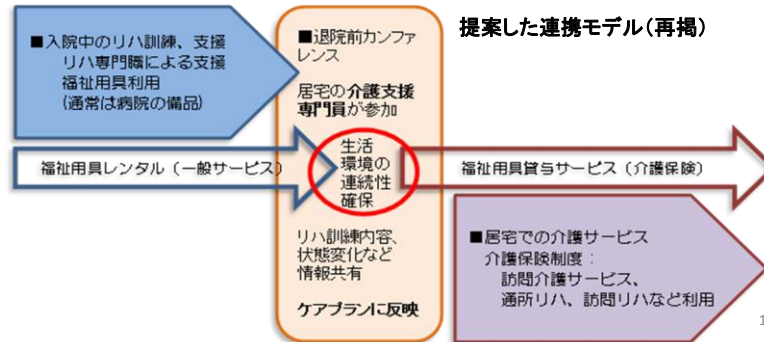 提案した連携モデル(再掲)
■入院中のリハ訓練、支援
リハ専門職による支援
福祉用具利用
(通常は病院の備品)
■退院前カンファ
レンス
居宅の介護支援
専門員が参加
福祉用具レンタル(一般サービス)
生活
環境の
連続性
確保
福祉用具貸与サービス(介護保険)
リハ訓練内容、
状態変化など
情報共有
ケアプランに反映
■居宅での介護サービス
介護保険制度:
訪問介護サービス、
通所リハ、訪問リハなど利用
1